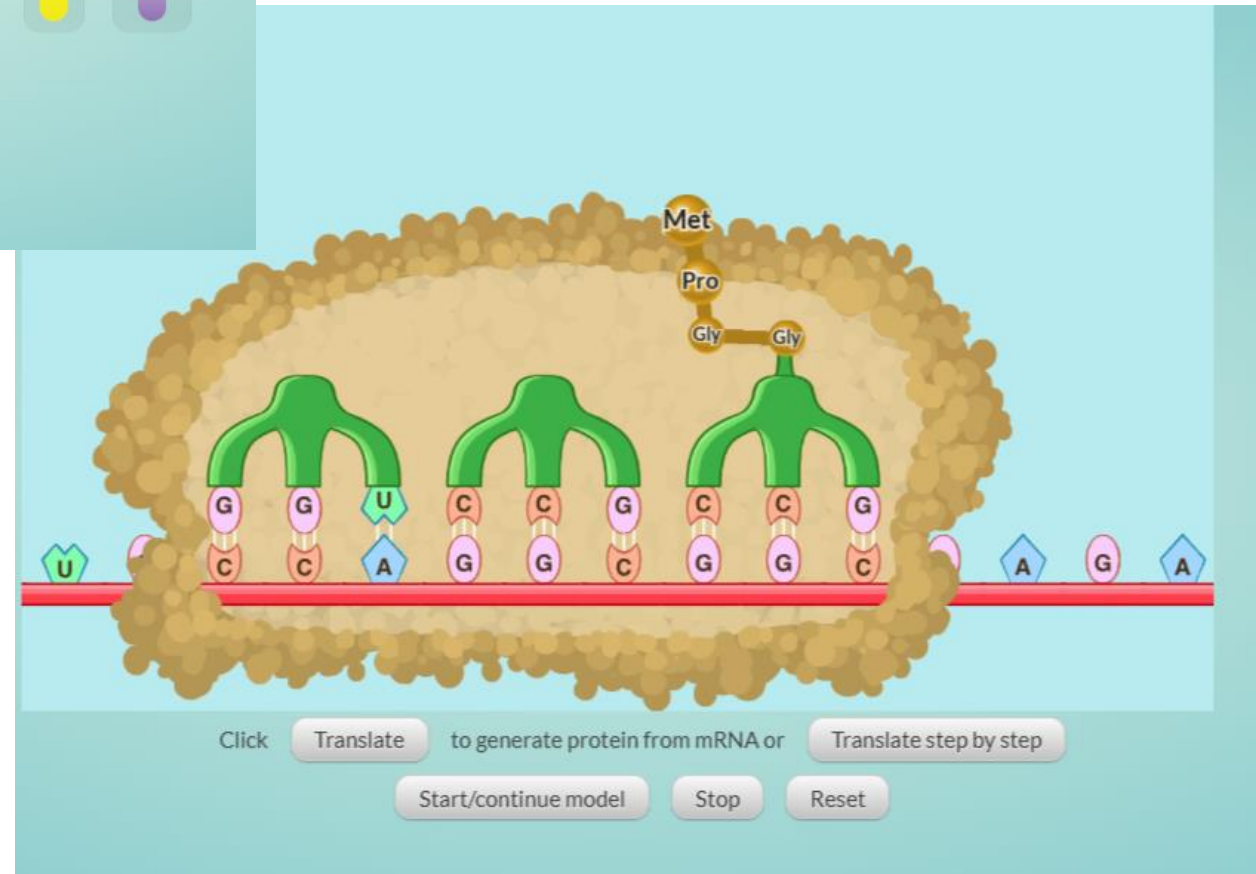 Met
Pro
Gly Gly
G G U C C G C C G
U C C A G G C G G C A G A
Click Translate to generate protein from mRNA or Translate step by step
Start/continue model Stop Reset